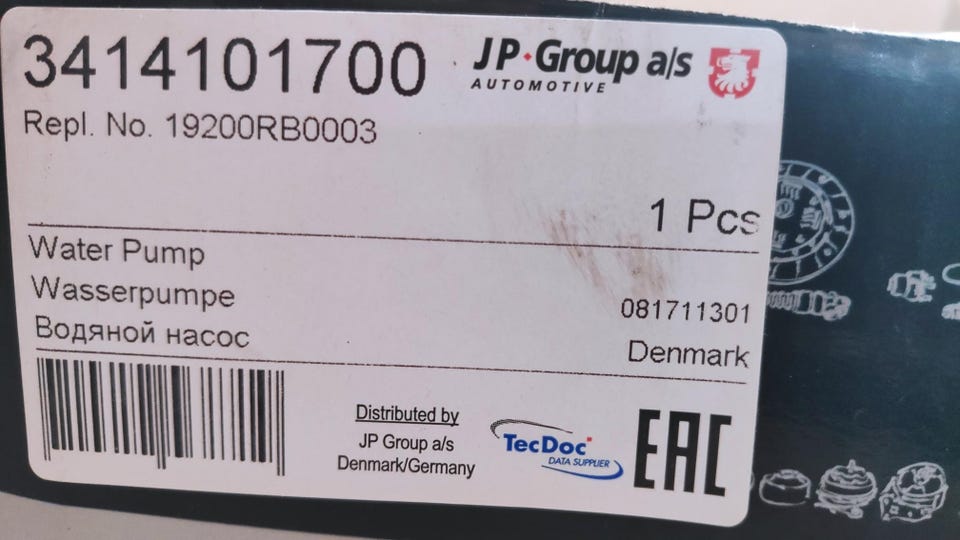 3414101700
JP Group a/s
AUTOMOTIVE
Repl. No. 19200RB0003
1 Pcs
Water Pump
Wasserpumpe
Водяной насос
081711301
Denmark
Distributed by
JP Group a/s
Denmark/Germany
TecDoc
DATA SUPPLIER
EAC